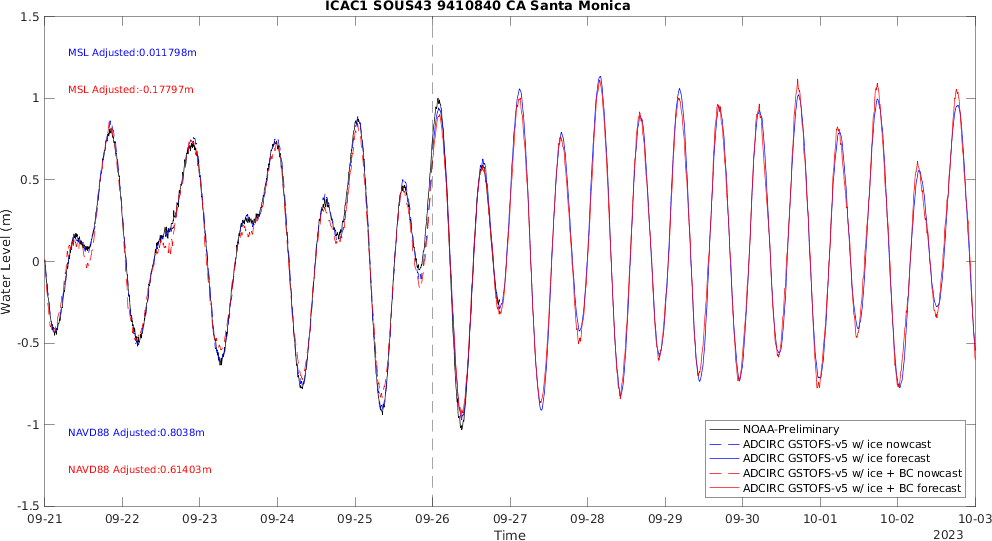 ICAC1 SOUS43 9410840 CA Santa Monica
1.5
1
0.5
0
-0.5
-1
-1.5
Water Level (m)
MSL Adjusted:0.011798m
MSL Adjusted:-0.17797m
NAVD88 Adjusted:0.8038m
NAVD88 Adjusted:0.61403m
NOAA-Preliminary
ADCIRC GSTOFS-v5 w/ ice nowcast
ADCIRC GSTOFS-v5 w/ ice forecast
ADCIRC GSTOFS-v5 w/ ice + BC nowcast
ADCIRC GSTOFS-v5 w/ ice + BC forecast
09-21 09-22 09-23 09-24 09-25 09-26 09-27 09-28 09-29 09-30 10-01 10-02 10-03
Time
2023